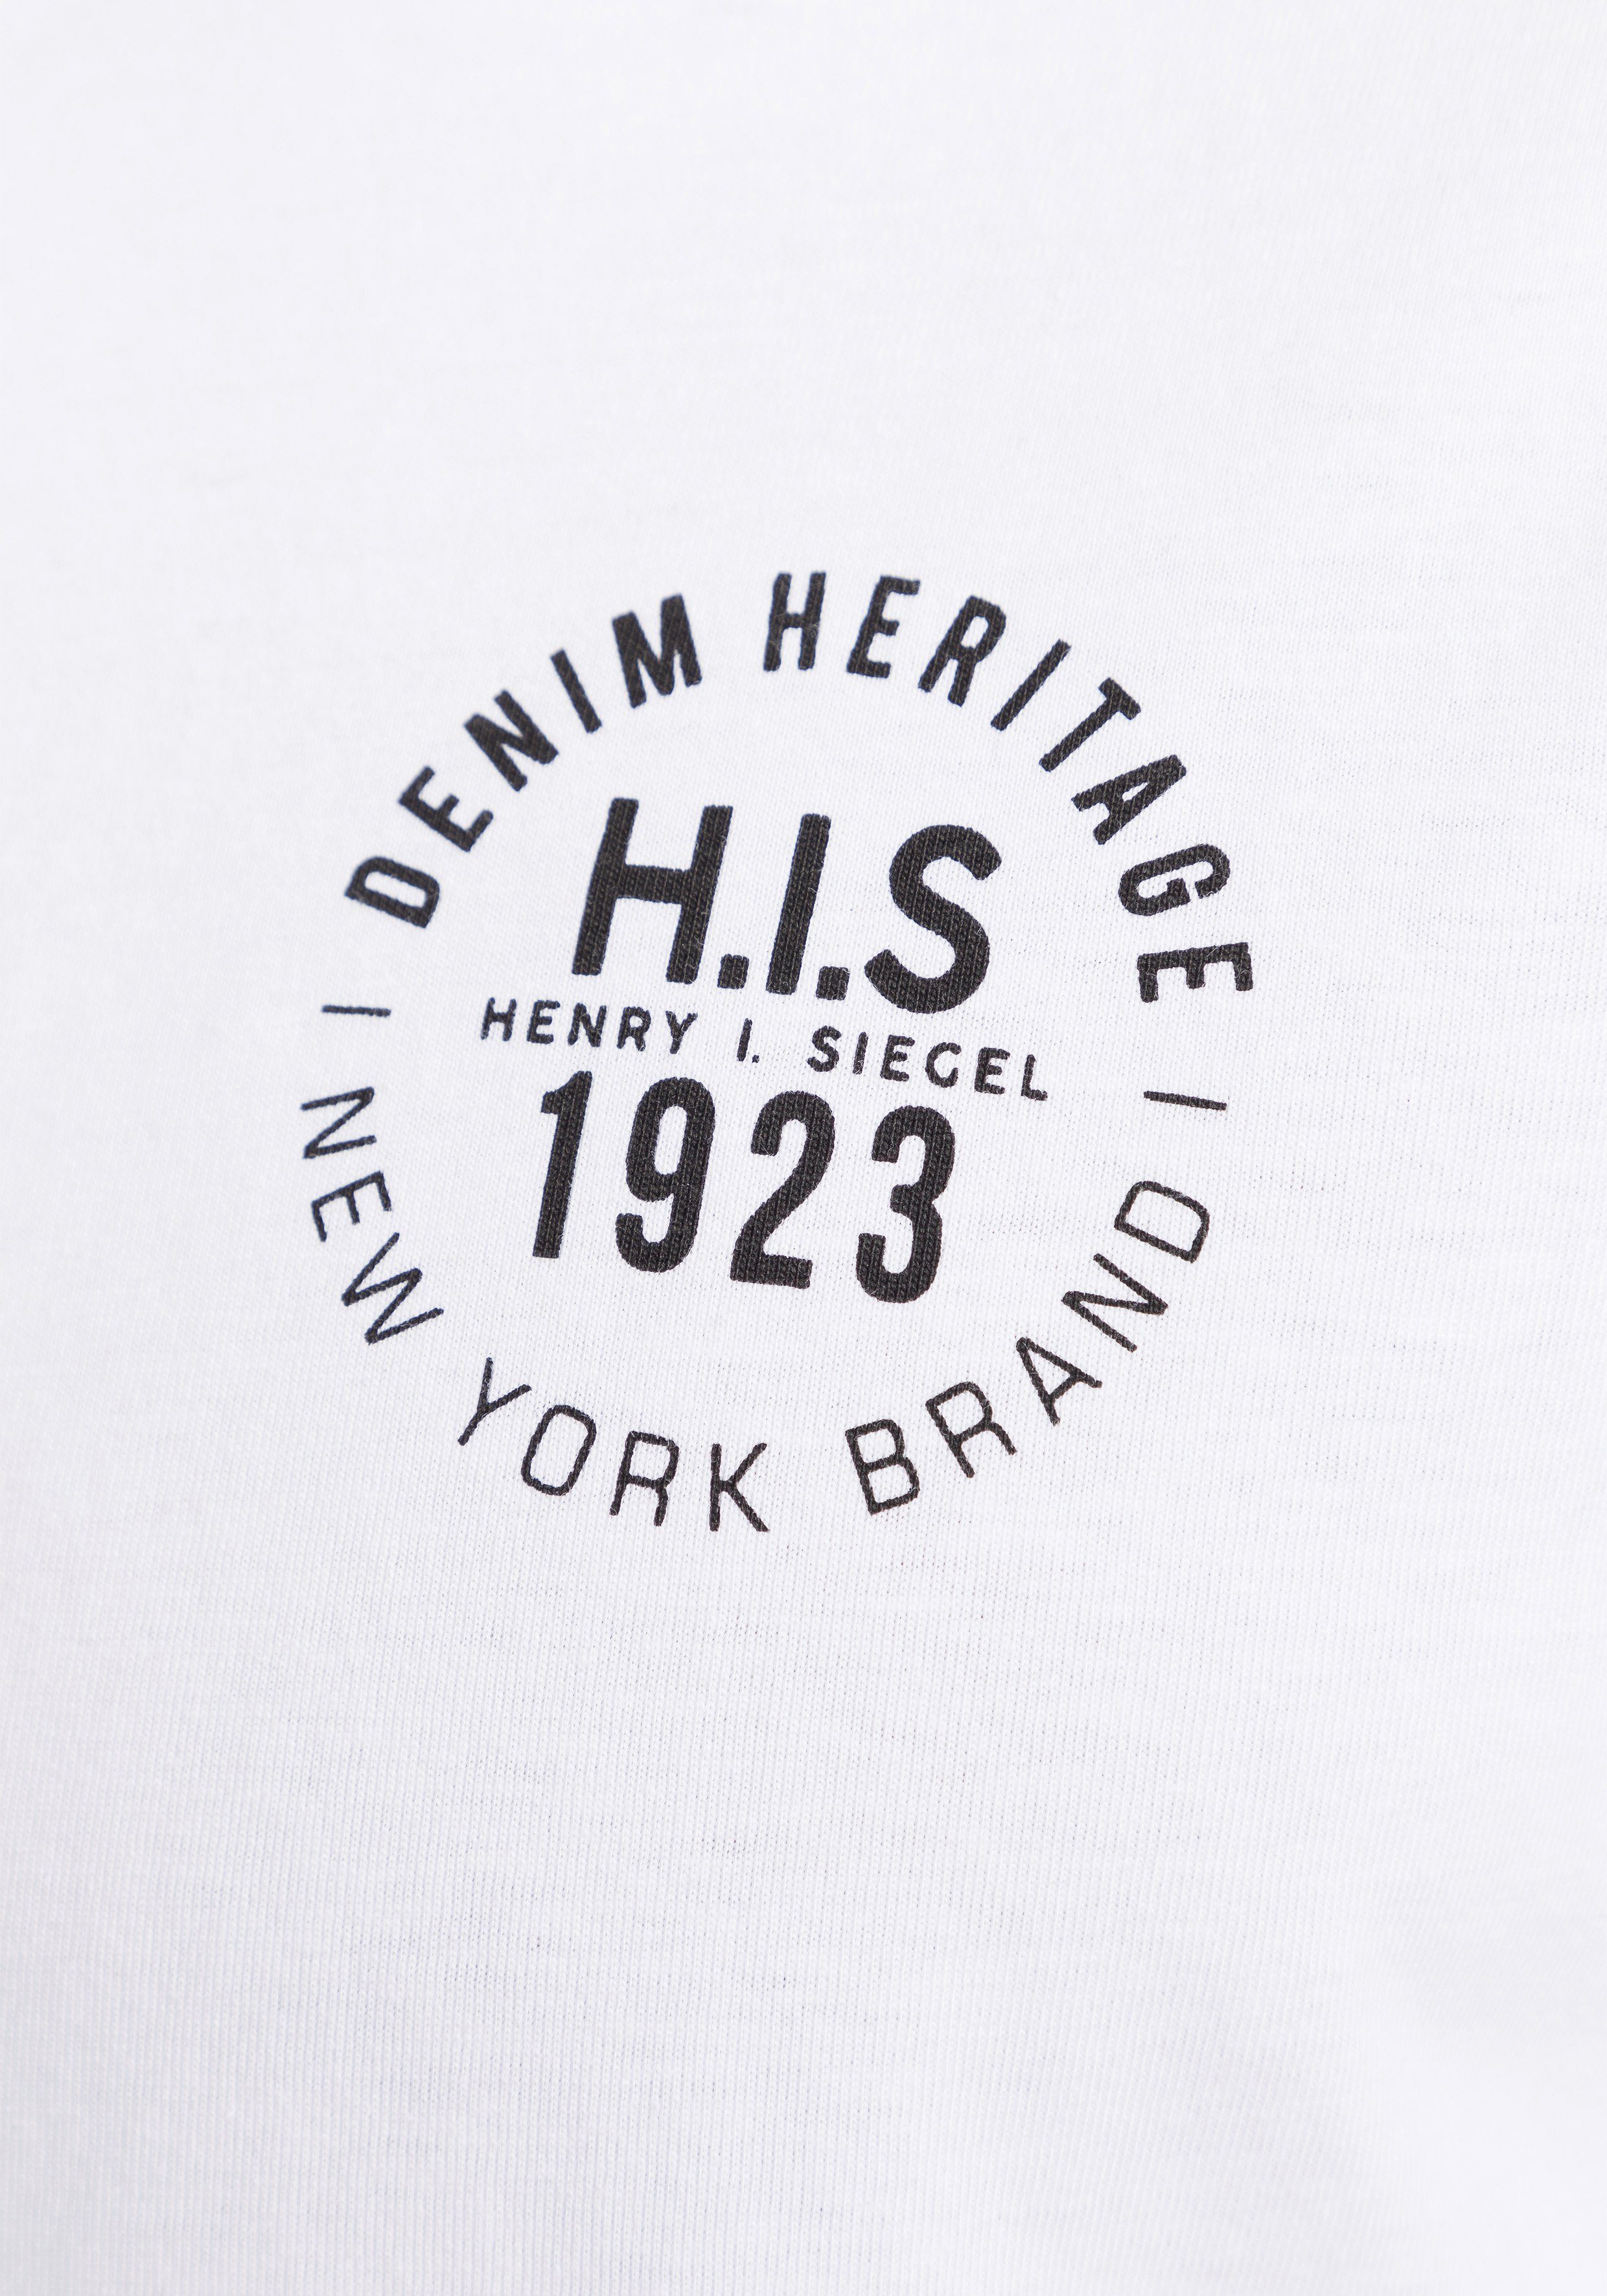 DENIM HERITAGE
H.I.S
HENRY I. SIEGEL
1923
I NEW YORK BRAND I